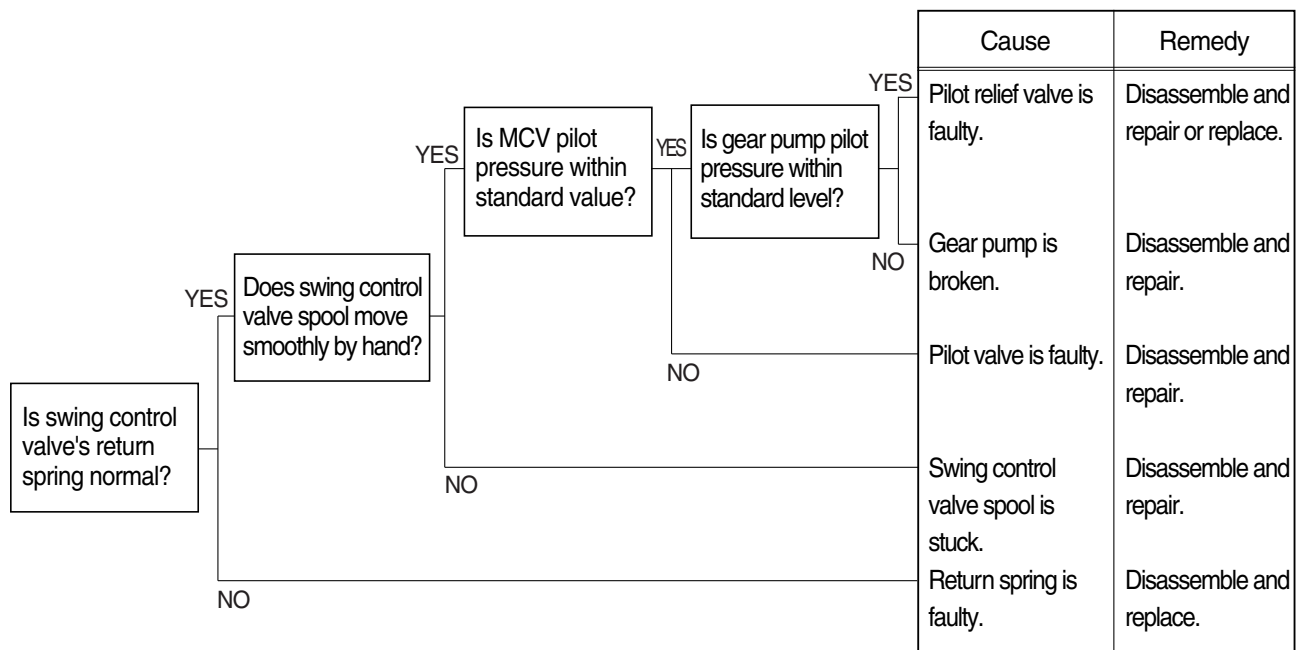 Cause
Remedy
YES
Pilot relief valve is
faulty.
Disassemble and
repair or replace.
YES
Is MCV pilot
pressure within
standard value?
YES
Is gear pump pilot
pressure within
standard level?
NO
Gear pump is
broken.
Disassemble and
repair.
YES
Does swing control
valve spool move
smoothly by hand?
NO
Pilot valve is faulty.
Disassemble and
repair.
Is swing control
valve's return
spring normal?
NO
Swing control
valve spool is
stuck.
Disassemble and
repair.
NO
Return spring is
faulty.
Disassemble and
replace.